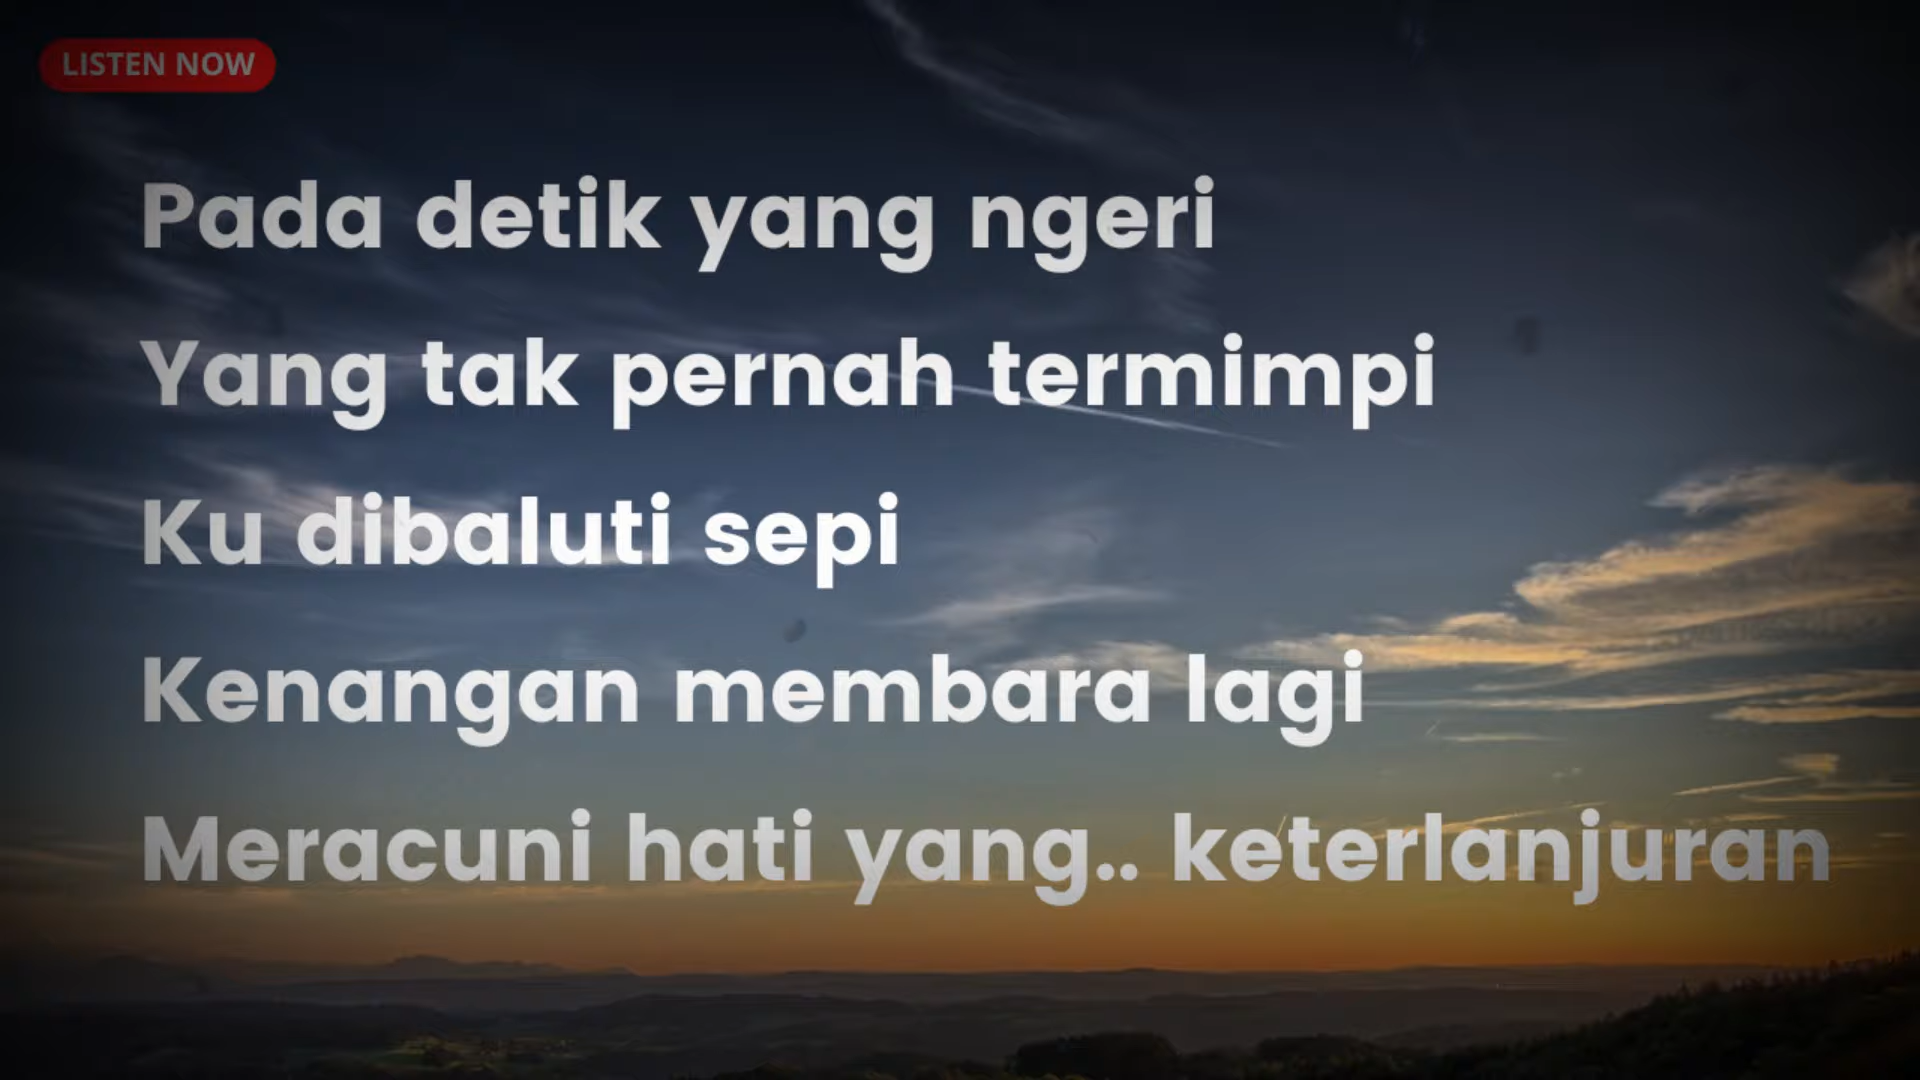 LISTEN NOW
Pada detik yang ngeri
Yang tak pernah termimpi
Ku dibaluti sepi
Kenangan membara lagi
Meracuni hati yang.. keterlanjuran